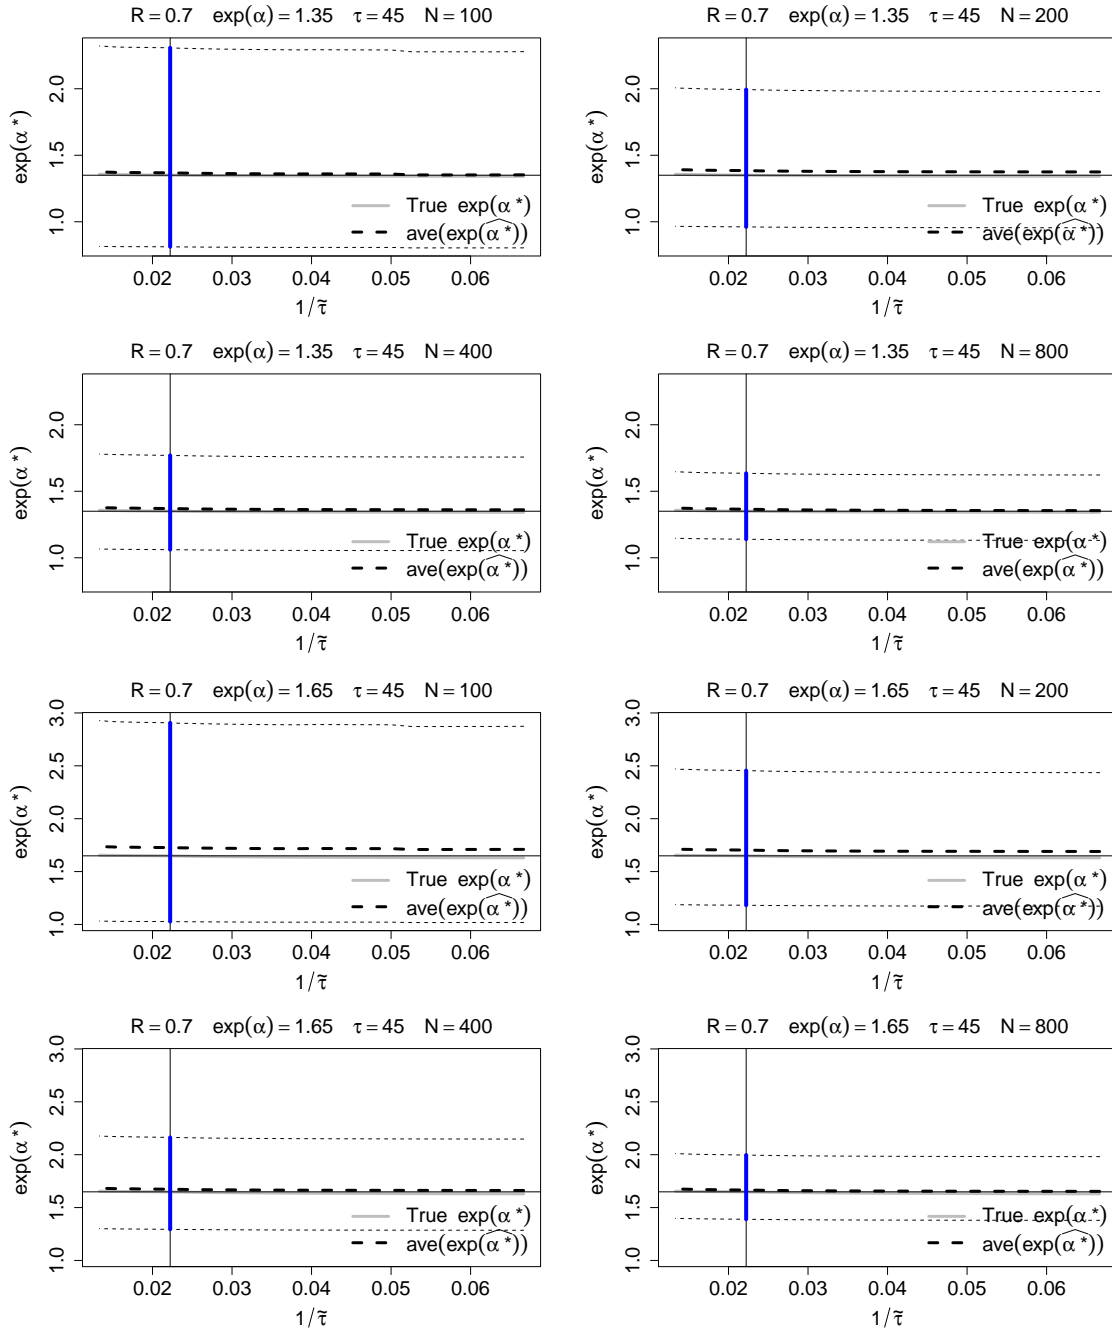 R = 0.7 exp(α) = 1.35 τ = 45 N = 100
exp(α*)
2.0
1.5
1.0
True exp(α*)
ave(exp(α̂*))
0.02 0.03 0.04 0.05 0.06
1/τ̃
R = 0.7 exp(α) = 1.35 τ = 45 N = 200
exp(α*)
2.0
1.5
1.0
True exp(α*)
ave(exp(α̂*))
0.02 0.03 0.04 0.05 0.06
1/τ̃
R = 0.7 exp(α) = 1.35 τ = 45 N = 400
exp(α*)
2.0
1.5
1.0
True exp(α*)
ave(exp(α̂*))
0.02 0.03 0.04 0.05 0.06
1/τ̃
R = 0.7 exp(α) = 1.35 τ = 45 N = 800
exp(α*)
2.0
1.5
1.0
True exp(α*)
ave(exp(α̂*))
0.02 0.03 0.04 0.05 0.06
1/τ̃
R = 0.7 exp(α) = 1.65 τ = 45 N = 100
exp(α*)
3.0
2.5
2.0
1.5
1.0
True exp(α*)
ave(exp(α̂*))
0.02 0.03 0.04 0.05 0.06
1/τ̃
R = 0.7 exp(α) = 1.65 τ = 45 N = 200
exp(α*)
3.0
2.5
2.0
1.5
1.0
True exp(α*)
ave(exp(α̂*))
0.02 0.03 0.04 0.05 0.06
1/τ̃
R = 0.7 exp(α) = 1.65 τ = 45 N = 400
exp(α*)
3.0
2.5
2.0
1.5
1.0
True exp(α*)
ave(exp(α̂*))
0.02 0.03 0.04 0.05 0.06
1/τ̃
R = 0.7 exp(α) = 1.65 τ = 45 N = 800
exp(α*)
3.0
2.5
2.0
1.5
1.0
True exp(α*)
ave(exp(α̂*))
0.02 0.03 0.04 0.05 0.06
1/τ̃